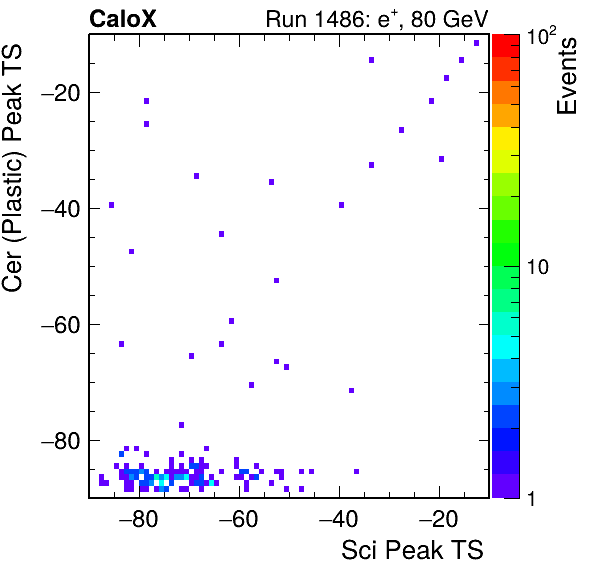 CaloX Run 1486: e⁺, 80 GeV
Cer (Plastic) Peak TS
−20
−40
−60
−80
−80 −60 −40 −20
Sci Peak TS
10²
10
1
Events